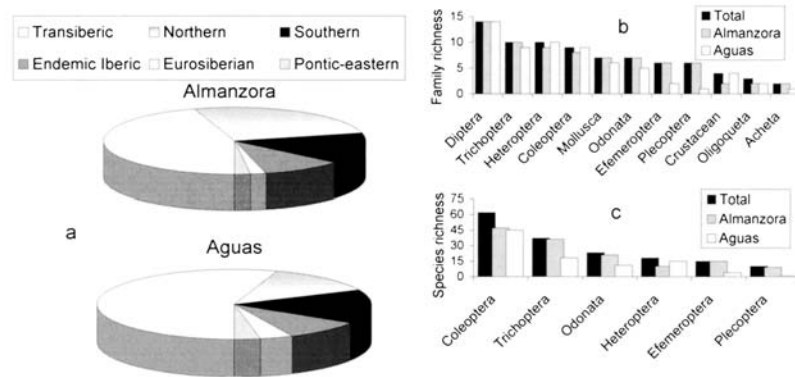 Transiberic Northern Southern
Endemic Iberic Eurosiberian Pontic-eastern
Almanzora
a
Aguas
Family richness
15
10
5
0
b
Total
Almanzora
Aguas
Diptera
Trichoptera
Heteroptera
Coleoptera
Mollusca
Odonata
Efemeroptera
Plecoptera
Crustacean
Oligoqueta
Acheta
Species richness
75
60
45
30
15
0
c
Total
Almanzora
Aguas
Coleoptera
Trichoptera
Odonata
Heteroptera
Efemeroptera
Plecoptera